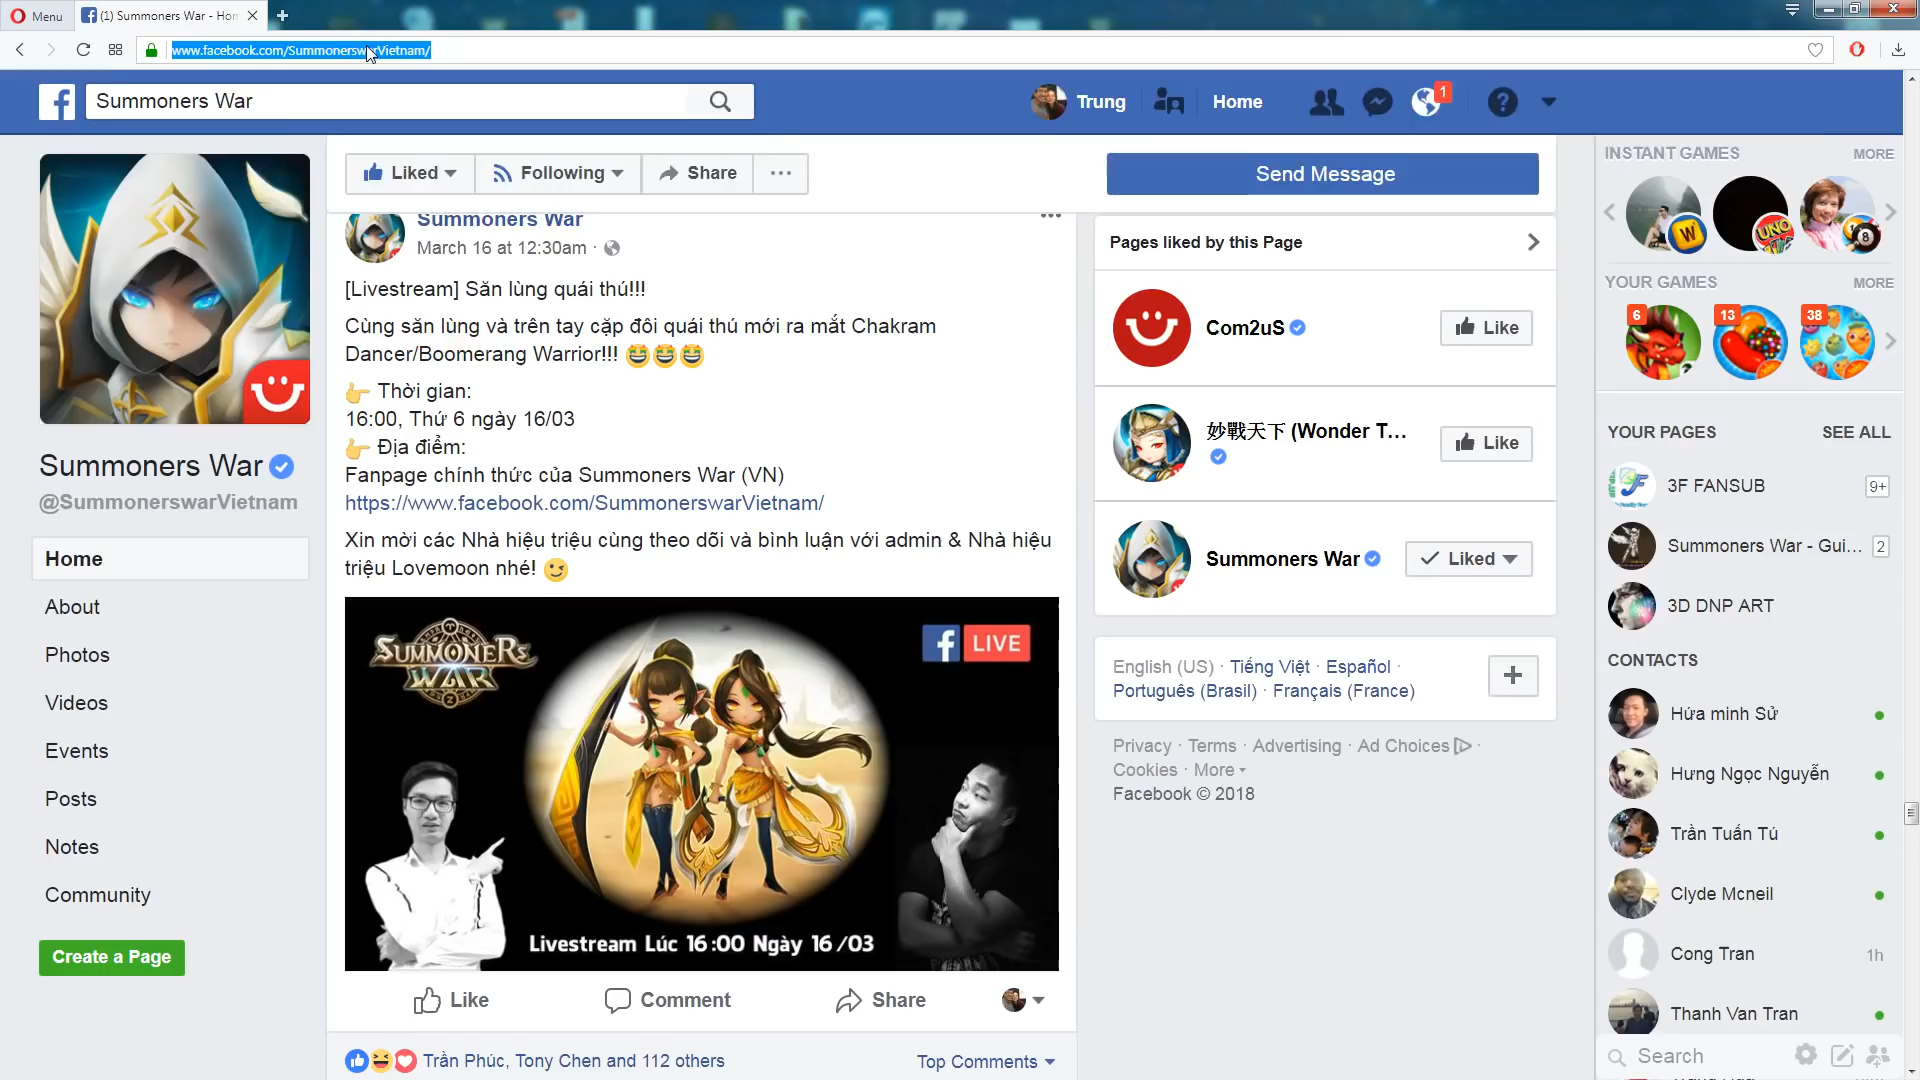 Menu
(1) Summoners War - Hom
www.facebook.com/SummonerswarVietnam/
Summoners War
Trung
Home
1
Liked
Following
Share
Send Message
Summoners War
@SummonerswarVietnam
Home
About
Photos
Videos
Events
Posts
Notes
Community
Create a Page
Summoners War
March 16 at 12:30am ·
[Livestream] Săn lùng quái thú!!!
Cùng săn lùng và trên tay cặp đôi quái thú mới ra mắt Chakram
Dancer/Boomerang Warrior!!! 🤩🤩🤩
👉 Thời gian:
16:00, Thứ 6 ngày 16/03
👉 Địa điểm:
Fanpage chính thức của Summoners War (VN)
https://www.facebook.com/SummonerswarVietnam/
Xin mời các Nhà hiệu triệu cùng theo dõi và bình luận với admin & Nhà hiệu
triệu Lovemoon nhé! 😉
SUMMONERS
WAR
f LIVE
Livestream Lúc 16:00 Ngày 16/03
Like
Comment
Share
Trần Phúc, Tony Chen and 112 others
Top Comments
Pages liked by this Page
Com2uS
Like
妙戰天下 (Wonder T...
Like
Summoners War
Liked
English (US) · Tiếng Việt · Español ·
Português (Brasil) · Français (France)
Privacy · Terms · Advertising · Ad Choices ·
Cookies · More
Facebook © 2018
INSTANT GAMES
MORE
W
UNO
8
YOUR GAMES
MORE
6
13
38
YOUR PAGES
SEE ALL
3F FANSUB
9+
Summoners War - Gui...
2
3D DNP ART
CONTACTS
Hứa minh Sử
Hưng Ngọc Nguyễn
Trần Tuấn Tú
Clyde Mcneil
Cong Tran
1h
Thanh Van Tran
Search